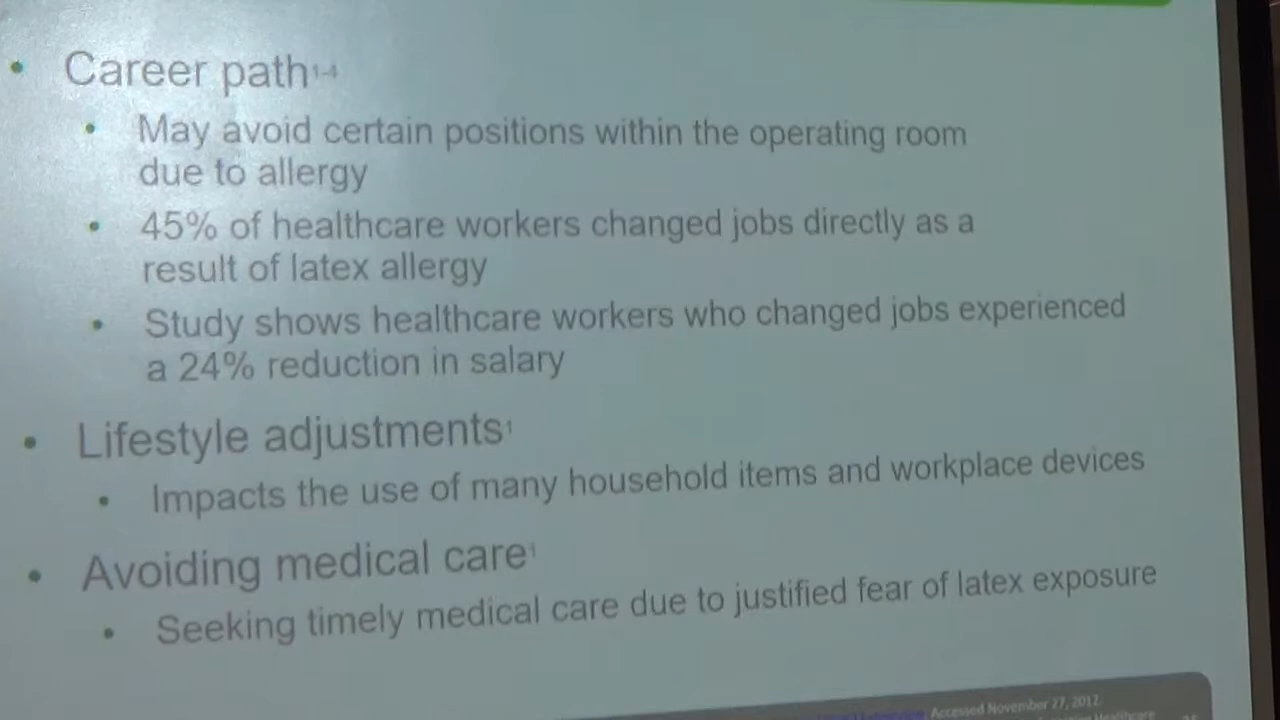 • Career path1-4
• May avoid certain positions within the operating room
due to allergy
• 45% of healthcare workers changed jobs directly as a
result of latex allergy
• Study shows healthcare workers who changed jobs experienced
a 24% reduction in salary
• Lifestyle adjustments1
• Impacts the use of many household items and workplace devices
• Avoiding medical care1
• Seeking timely medical care due to justified fear of latex exposure
Accessed November 27, 2012.
Healthcare